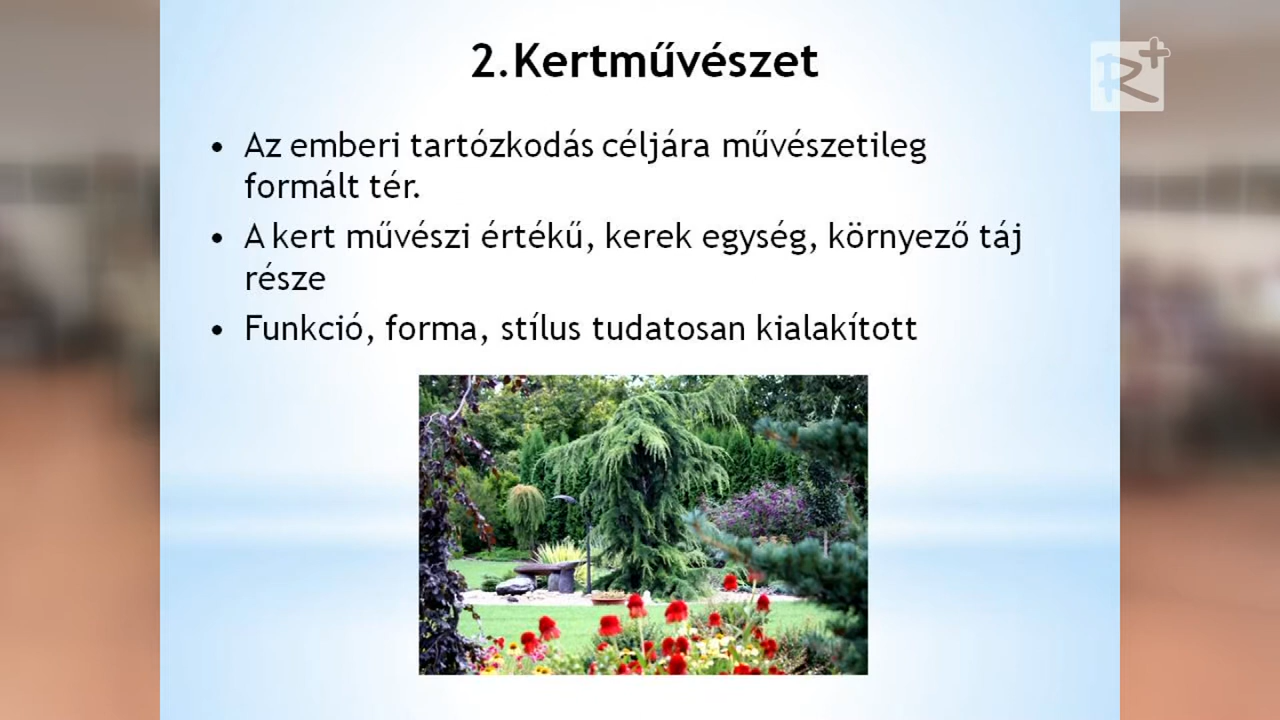 2.Kertművészet
R+
• Az emberi tartózkodás céljára művészetileg
formált tér.
• A kert művészi értékű, kerek egység, környező táj
része
• Funkció, forma, stílus tudatosan kialakított